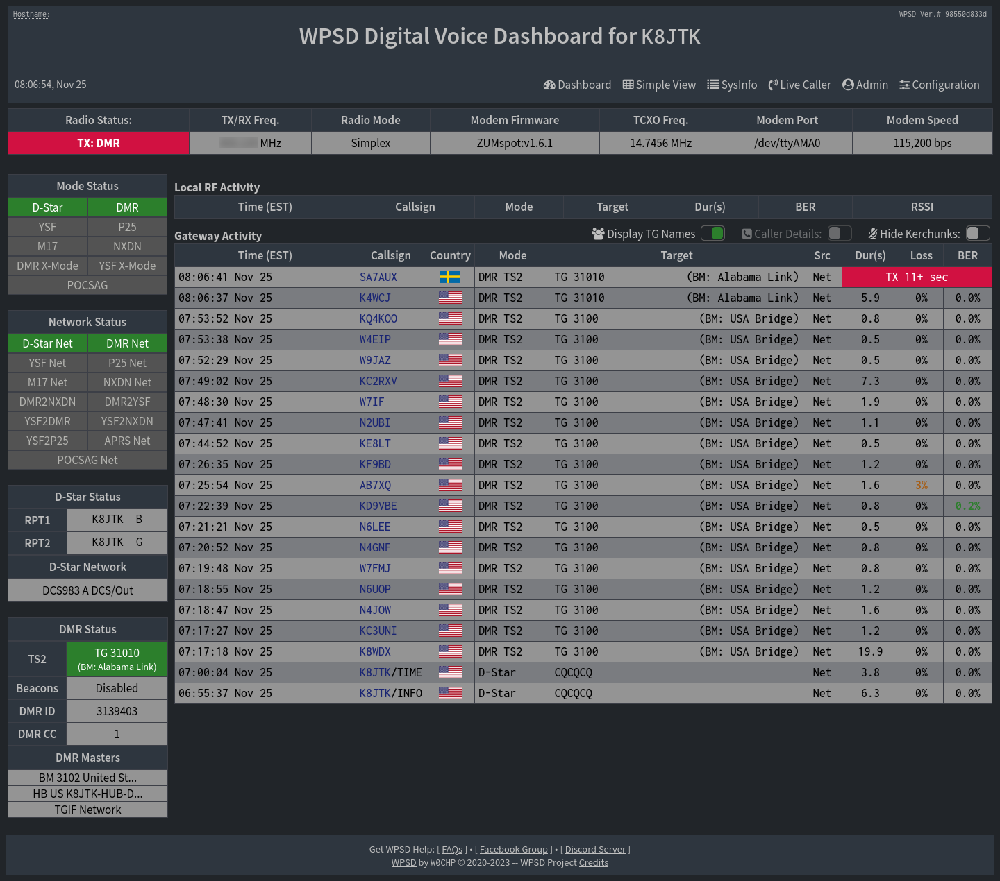 Hostname:
WPSD Ver.# 98550d833d
WPSD Digital Voice Dashboard for K8JTK
08:06:54, Nov 25
Dashboard Simple View SysInfo Live Caller Admin Configuration
Radio Status: TX/RX Freq. Radio Mode Modem Firmware TCXO Freq. Modem Port Modem Speed
TX: DMR MHz Simplex ZUMspot:v1.6.1 14.7456 MHz /dev/ttyAMA0 115,200 bps
Mode Status
D-Star DMR
YSF P25
M17 NXDN
DMR X-Mode YSF X-Mode
POCSAG
Network Status
D-Star Net DMR Net
YSF Net P25 Net
M17 Net NXDN Net
DMR2NXDN DMR2YSF
YSF2DMR YSF2NXDN
YSF2P25 APRS Net
POCSAG Net
D-Star Status
RPT1 K8JTK B
RPT2 K8JTK G
D-Star Network
DCS983 A DCS/Out
DMR Status
TS2 TG 31010
(BM: Alabama Link)
Beacons Disabled
DMR ID 3139403
DMR CC 1
DMR Masters
BM 3102 United St...
HB US K8JTK-HUB-D...
TGIF Network
Local RF Activity
Time (EST) Callsign Mode Target Dur(s) BER RSSI
Gateway Activity Display TG Names Caller Details: Hide Kerchunks:
Time (EST) Callsign Country Mode Target Src Dur(s) Loss BER
08:06:41 Nov 25 SA7AUX DMR TS2 TG 31010 (BM: Alabama Link) Net TX 11+ sec
08:06:37 Nov 25 K4WCJ DMR TS2 TG 31010 (BM: Alabama Link) Net 5.9 0% 0.0%
07:53:52 Nov 25 KQ4KOO DMR TS2 TG 3100 (BM: USA Bridge) Net 0.8 0% 0.0%
07:53:38 Nov 25 W4EIP DMR TS2 TG 3100 (BM: USA Bridge) Net 0.5 0% 0.0%
07:52:29 Nov 25 W9JAZ DMR TS2 TG 3100 (BM: USA Bridge) Net 0.5 0% 0.0%
07:49:02 Nov 25 KC2RXV DMR TS2 TG 3100 (BM: USA Bridge) Net 7.3 0% 0.0%
07:48:30 Nov 25 W7IF DMR TS2 TG 3100 (BM: USA Bridge) Net 1.9 0% 0.0%
07:47:41 Nov 25 N2UBI DMR TS2 TG 3100 (BM: USA Bridge) Net 1.1 0% 0.0%
07:44:52 Nov 25 KE8LT DMR TS2 TG 3100 (BM: USA Bridge) Net 0.5 0% 0.0%
07:26:35 Nov 25 KF9BD DMR TS2 TG 3100 (BM: USA Bridge) Net 1.2 0% 0.0%
07:25:54 Nov 25 AB7XQ DMR TS2 TG 3100 (BM: USA Bridge) Net 1.6 3% 0.0%
07:22:39 Nov 25 KD9VBE DMR TS2 TG 3100 (BM: USA Bridge) Net 0.8 0% 0.2%
07:21:21 Nov 25 N6LEE DMR TS2 TG 3100 (BM: USA Bridge) Net 0.5 0% 0.0%
07:20:52 Nov 25 N4GNF DMR TS2 TG 3100 (BM: USA Bridge) Net 0.8 0% 0.0%
07:19:48 Nov 25 W7FMJ DMR TS2 TG 3100 (BM: USA Bridge) Net 0.8 0% 0.0%
07:18:55 Nov 25 N6UOP DMR TS2 TG 3100 (BM: USA Bridge) Net 1.2 0% 0.0%
07:18:47 Nov 25 N4JOW DMR TS2 TG 3100 (BM: USA Bridge) Net 1.6 0% 0.0%
07:17:27 Nov 25 KC3UNI DMR TS2 TG 3100 (BM: USA Bridge) Net 1.2 0% 0.0%
07:17:18 Nov 25 K8WDX DMR TS2 TG 3100 (BM: USA Bridge) Net 19.9 0% 0.0%
07:00:04 Nov 25 K8JTK/TIME D-Star CQCQCQ Net 3.8 0% 0.0%
06:55:37 Nov 25 K8JTK/INFO D-Star CQCQCQ Net 6.3 0% 0.0%
Get WPSD Help: [ FAQs ] • [ Facebook Group ] • [ Discord Server ]
WPSD by W0CHP © 2020-2023 -- WPSD Project Credits